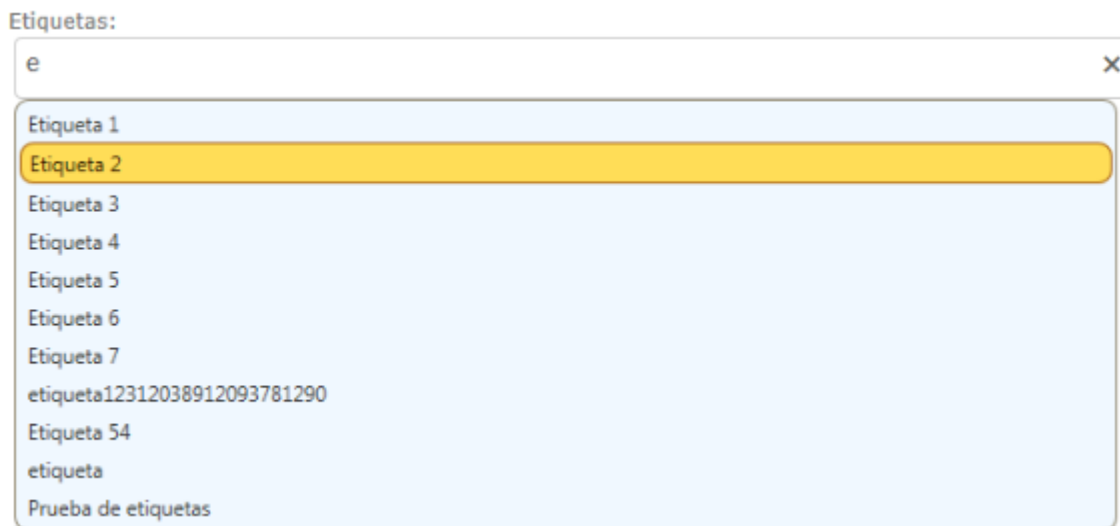 Etiquetas:
e
Etiqueta 1
Etiqueta 2
Etiqueta 3
Etiqueta 4
Etiqueta 5
Etiqueta 6
Etiqueta 7
etiqueta12312038912093781290
Etiqueta 54
etiqueta
Prueba de etiquetas